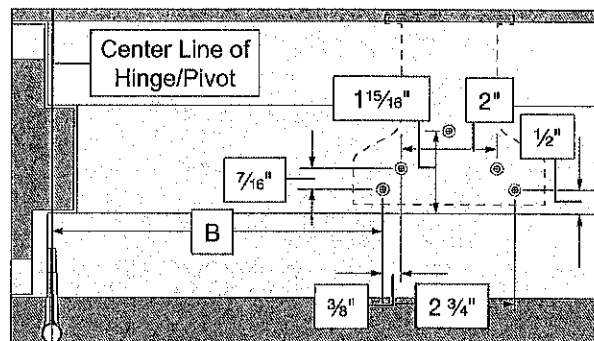 Center Line of
Hinge/Pivot
1 15/16"
2"
1/2"
7/16"
B
3/8"
2 3/4"